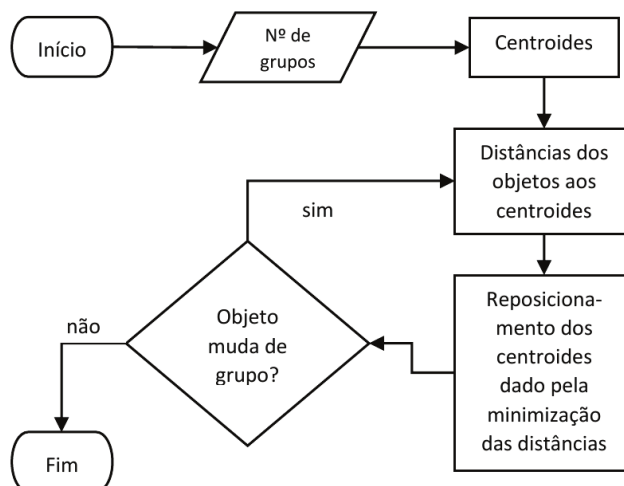 Início
Nº de
grupos
Centroides
Distâncias dos
objetos aos
centroides
sim
Reposiciona-
mento dos
centroides
dado pela
minimização
das distâncias
Objeto
muda de
grupo?
não
Fim